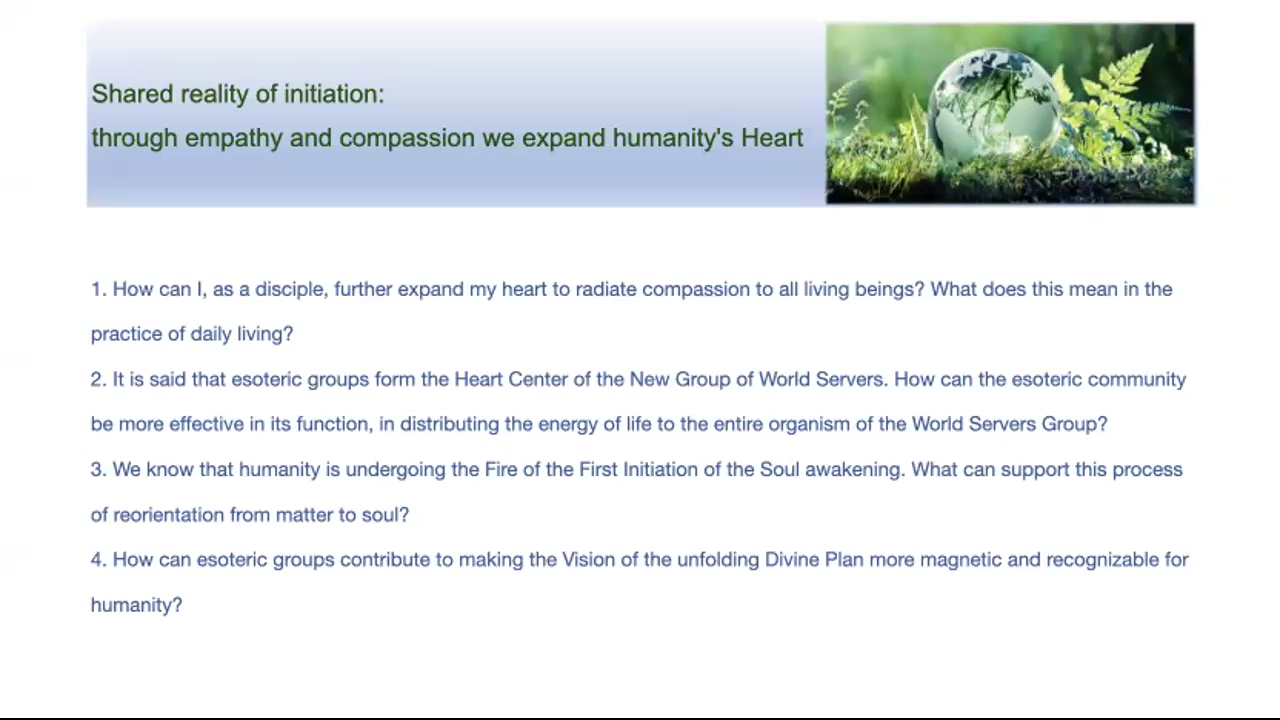 Shared reality of initiation:
through empathy and compassion we expand humanity's Heart
1. How can I, as a disciple, further expand my heart to radiate compassion to all living beings? What does this mean in the
practice of daily living?
2. It is said that esoteric groups form the Heart Center of the New Group of World Servers. How can the esoteric community
be more effective in its function, in distributing the energy of life to the entire organism of the World Servers Group?
3. We know that humanity is undergoing the Fire of the First Initiation of the Soul awakening. What can support this process
of reorientation from matter to soul?
4. How can esoteric groups contribute to making the Vision of the unfolding Divine Plan more magnetic and recognizable for
humanity?